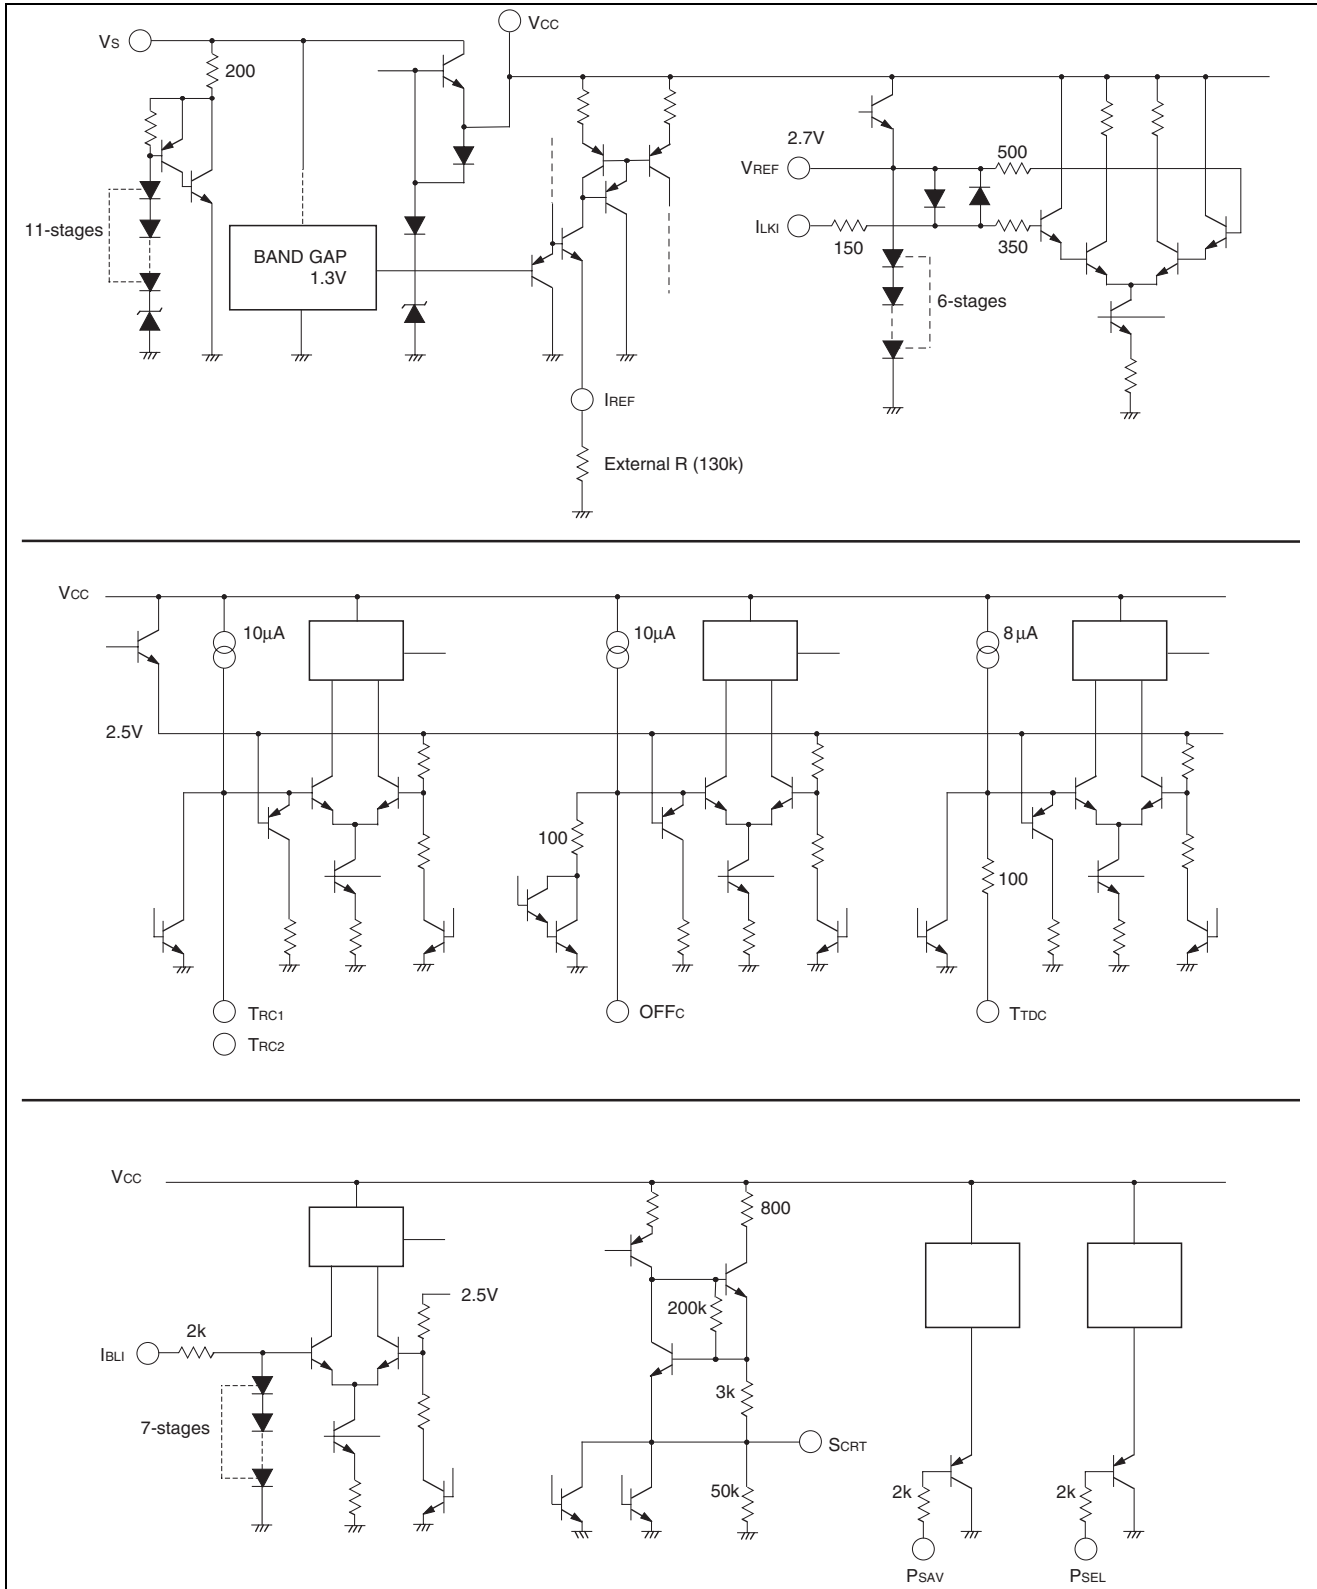 Vs
VCC
200
11-stages
BAND GAP
1.3V
IREF
External R (130k)
2.7V
VREF
500
ILKI
150
350
6-stages
VCC
10μA
10μA
8μA
2.5V
100
100
TRC1
OFFC
TTDC
TRC2
VCC
800
2.5V
200k
2k
IBLI
3k
7-stages
SCRT
50k
2k
2k
PSAV
PSEL